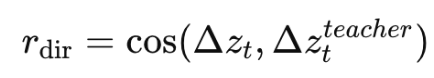 r_dir = cos(Δz_t, Δz_t^teacher)